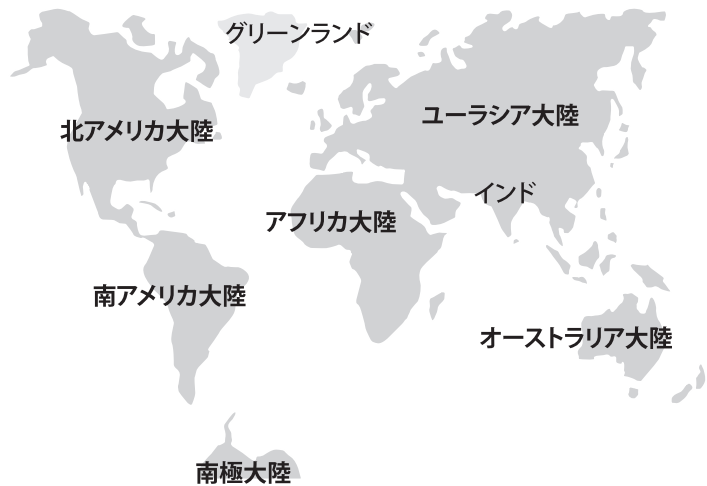 グリーンランド
ユーラシア大陸
北アメリカ大陸
インド
アフリカ大陸
南アメリカ大陸
オーストラリア大陸
南極大陸